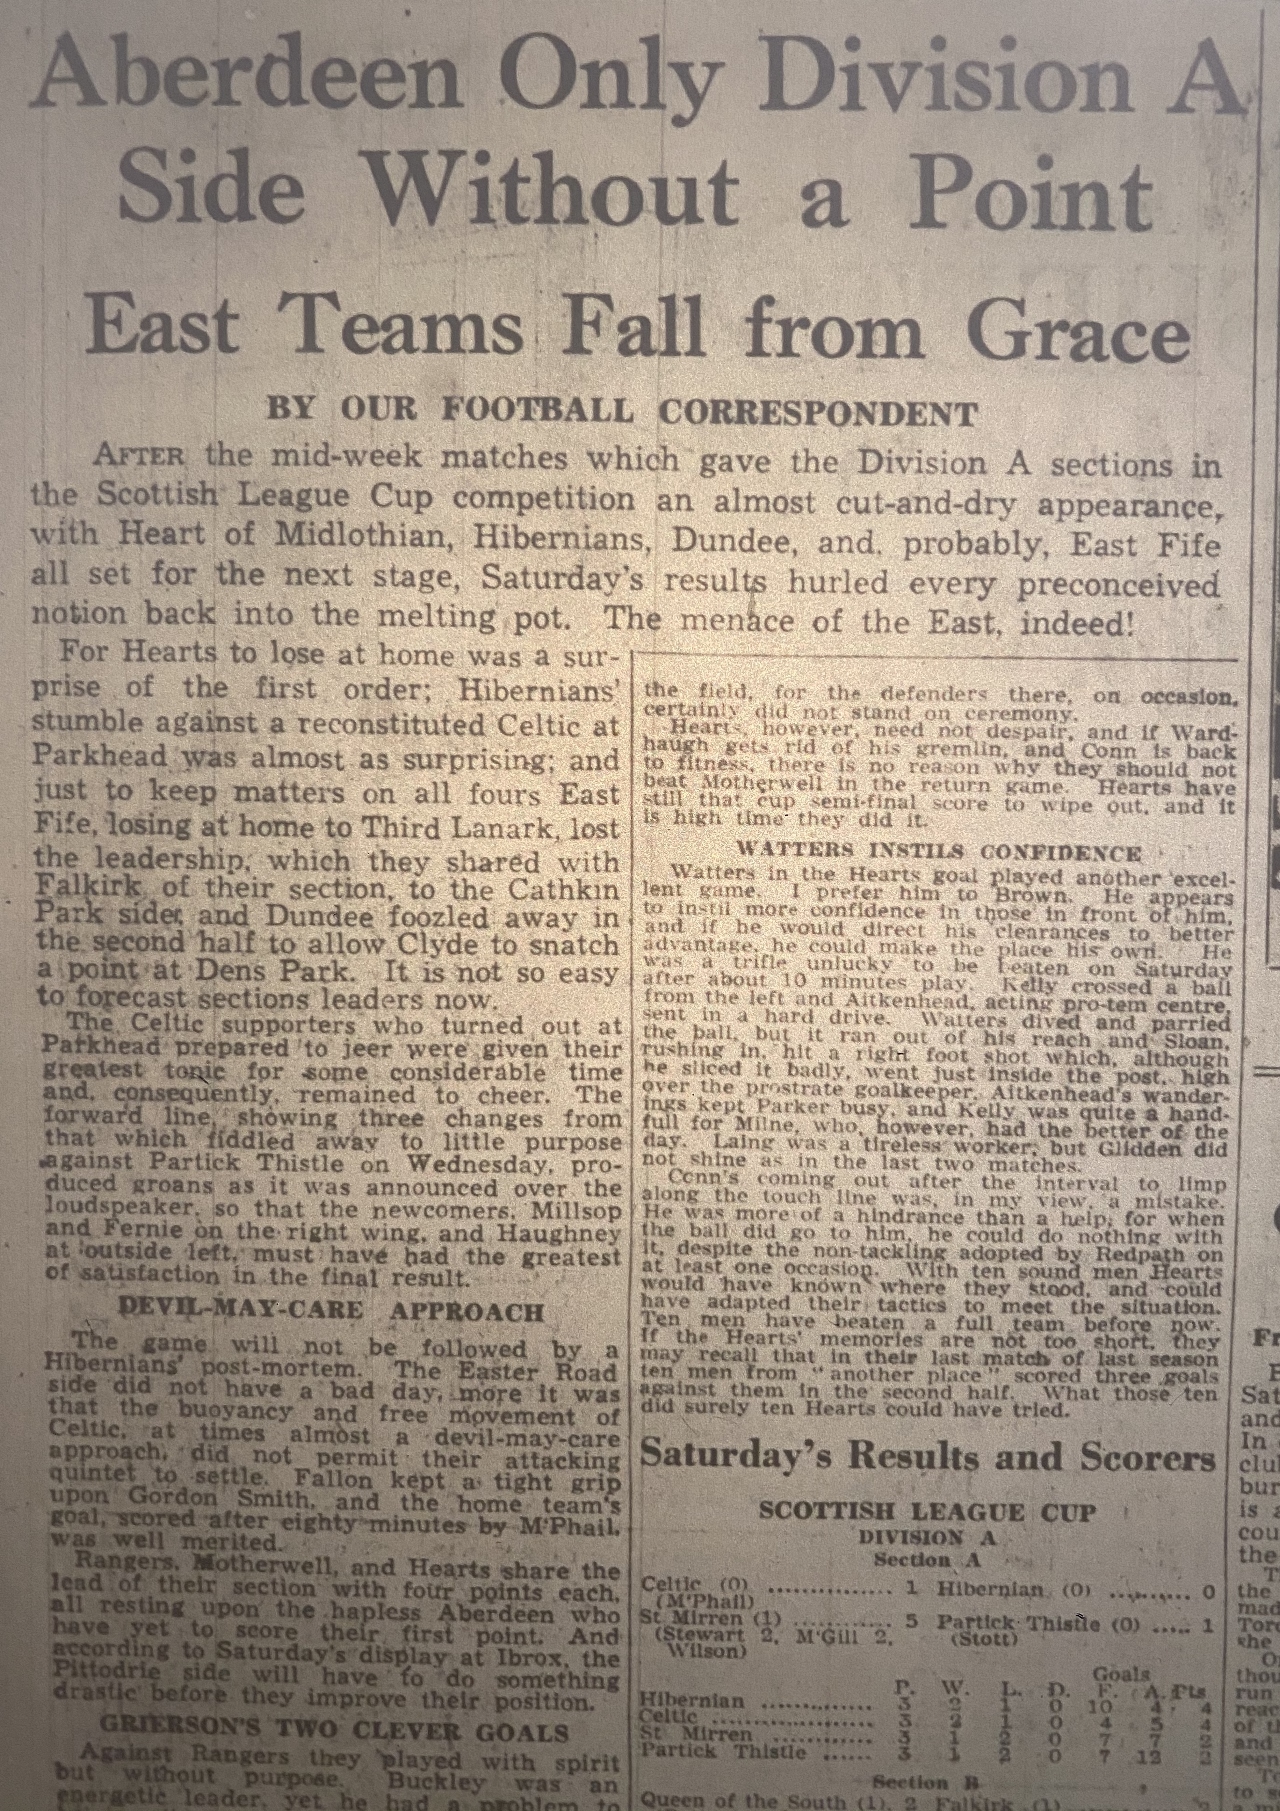 Aberdeen Only Division A
Side Without a Point
East Teams Fall from Grace
BY OUR FOOTBALL CORRESPONDENT
AFTER the mid-week matches which gave the Division A sections in
the Scottish League Cup competition an almost cut-and-dry appearance,
with Heart of Midlothian, Hibernians, Dundee, and, probably, East Fife
all set for the next stage, Saturday's results hurled every preconceived
notion back into the melting pot. The menace of the East, indeed!
For Hearts to lose at home was a sur-
prise of the first order; Hibernians'
stumble against a reconstituted Celtic at
Parkhead was almost as surprising; and
just to keep matters on all fours East
Fife, losing at home to Third Lanark, lost
the leadership, which they shared with
Falkirk, of their section, to the Cathkin
Park side; and Dundee foozled away in
the second half to allow Clyde to snatch
a point at Dens Park. It is not so easy
to forecast sections leaders now.
The Celtic supporters who turned out at
Parkhead prepared to jeer were given their
greatest tonic for some considerable time
and, consequently, remained to cheer. The
forward line, showing three changes from
that which fiddled away to little purpose
against Partick Thistle on Wednesday, pro-
duced groans as it was announced over the
loudspeaker, so that the newcomers, Millsop
and Fernie on the right wing, and Haughney
at outside left, must have had the greatest
of satisfaction in the final result.
DEVIL-MAY-CARE APPROACH
The game will not be followed by a
Hibernians' post-mortem. The Easter Road
side did not have a bad day, more it was
that the buoyancy and free movement of
Celtic, at times almost a devil-may-care
approach, did not permit their attacking
quintet to settle. Fallon kept a tight grip
upon Gordon Smith, and the home team's
goal, scored after eighty minutes by M'Phail,
was well merited.
Rangers, Motherwell, and Hearts share the
lead of their section with four points each,
all resting upon the hapless Aberdeen who
have yet to score their first point. And
according to Saturday's display at Ibrox, the
Pittodrie side will have to do something
drastic before they improve their position.
GRIERSON'S TWO CLEVER GOALS
Against Rangers they played with spirit
but without purpose. Buckley was an
energetic leader, yet he had a problem to
the field, for the defenders there, on occasion,
certainly did not stand on ceremony.
Hearts, however, need not despair, and if Ward-
haugh gets rid of his gremlin, and Conn is back
to fitness, there is no reason why they should not
beat Motherwell in the return game. Hearts have
still that cup semi-final score to wipe out, and it
is high time they did it.
WATTERS INSTILS CONFIDENCE
Watters in the Hearts goal played another excel-
lent game. I prefer him to Brown. He appears
to instil more confidence in those in front of him,
and if he would direct his clearances to better
advantage, he could make the place his own. He
was a trifle unlucky to be beaten on Saturday
after about 10 minutes play. Kelly crossed a ball
from the left and Aitkenhead, acting pro-tem centre,
sent in a hard drive. Watters dived and parried
the ball, but it ran out of his reach and Sloan,
rushing in, hit a right foot shot which, although
he sliced it badly, went just inside the post, high
over the prostrate goalkeeper. Aitkenhead's wander-
ings kept Parker busy, and Kelly was quite a hand-
full for Milne, who, however, had the better of the
day. Laing was a tireless worker; but Glidden did
not shine as in the last two matches.
Conn's coming out after the interval to limp
along the touch line was, in my view, a mistake.
He was more of a hindrance than a help; for when
the ball did go to him, he could do nothing with
it, despite the non-tackling adopted by Redpath on
at least one occasion. With ten sound men Hearts
would have known where they stood, and could
have adapted their tactics to meet the situation.
Ten men have beaten a full team before now.
If the Hearts' memories are not too short, they
may recall that in their last match of last season
ten men from "another place" scored three goals
against them in the second half. What those ten
did surely ten Hearts could have tried.
Saturday's Results and Scorers
SCOTTISH LEAGUE CUP
DIVISION A
Section A
Celtic (0) ............... 1 Hibernian (0) .......... 0
(M'Phail)
St Mirren (1) ............ 5 Partick Thistle (0) ..... 1
(Stewart 2, M'Gill 2, (Stott)
Wilson)
Goals
P. W. L. D. F. A. Pts
Hibernian ............ 3 2 1 0 10 4 4
Celtic ................. 3 2 1 0 4 5 4
St Mirren ............ 3 1 2 0 7 7 2
Partick Thistle ...... 3 1 2 0 7 12 2
Section B
Queen of the South (1). 2 Falkirk (1)